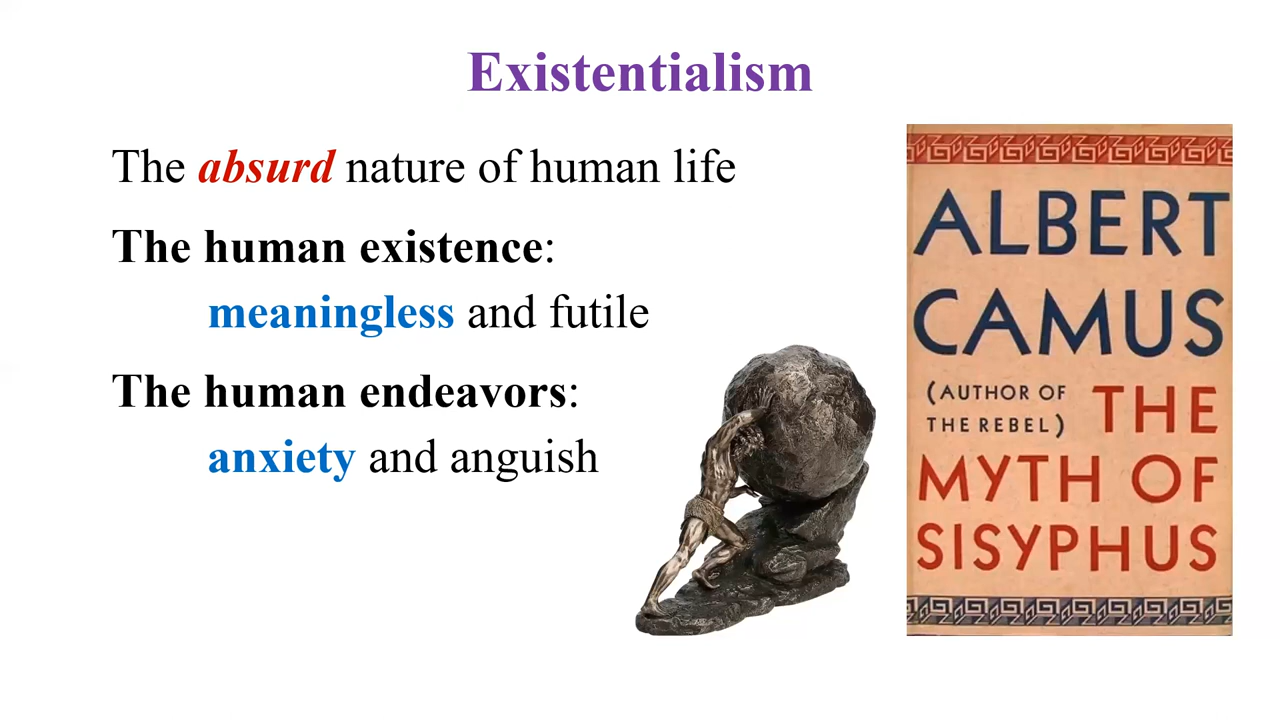 Existentialism
The absurd nature of human life
The human existence:
meaningless and futile
The human endeavors:
anxiety and anguish
ALBERT
CAMUS
(AUTHOR OF
THE REBEL)
THE
MYTH OF
SISYPHUS